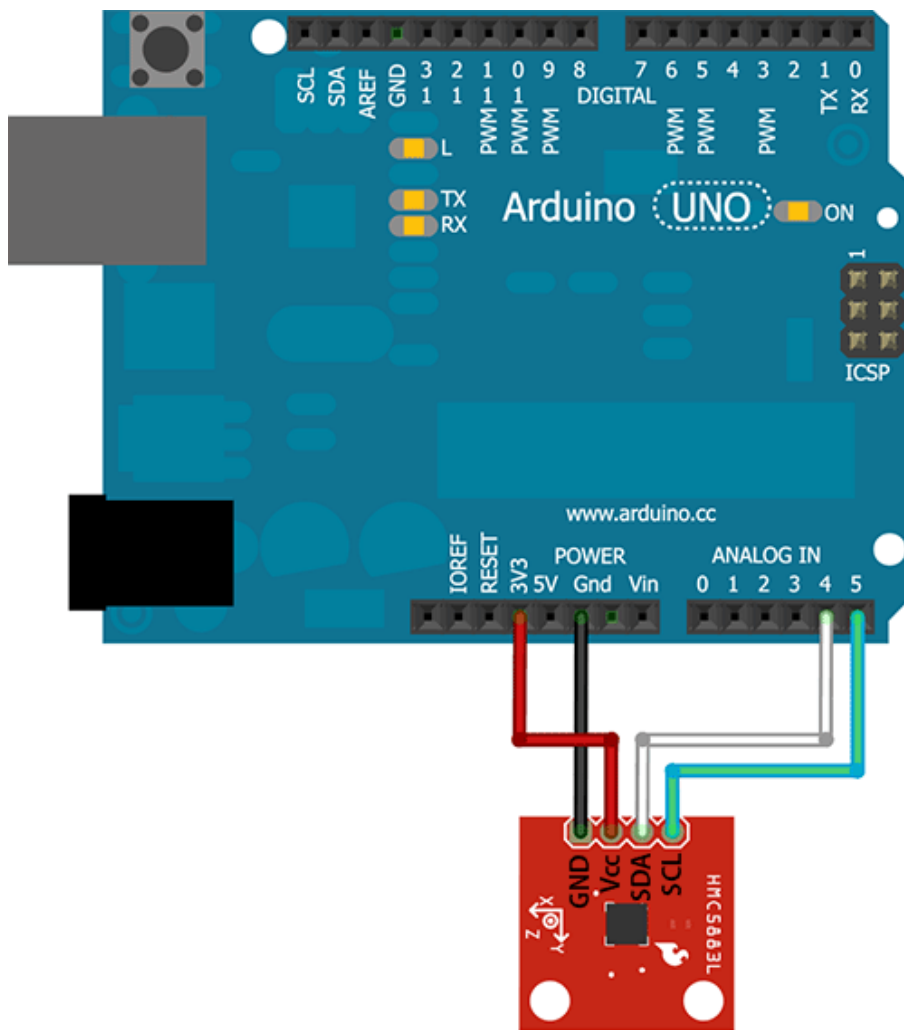 SCL
SDA
AREF
GND
13
12
11
10
9
8
7
6
5
4
3
2
1
0
PWM
PWM
PWM
DIGITAL
PWM
PWM
PWM
TX
RX
L
TX
RX
Arduino UNO
ON
1
ICSP
www.arduino.cc
POWER
ANALOG IN
IOREF
RESET
3V3
5V
Gnd
Vin
0
1
2
3
4
5
GND
Vcc
SDA
SCL
HMC5883L
X
Y
Z